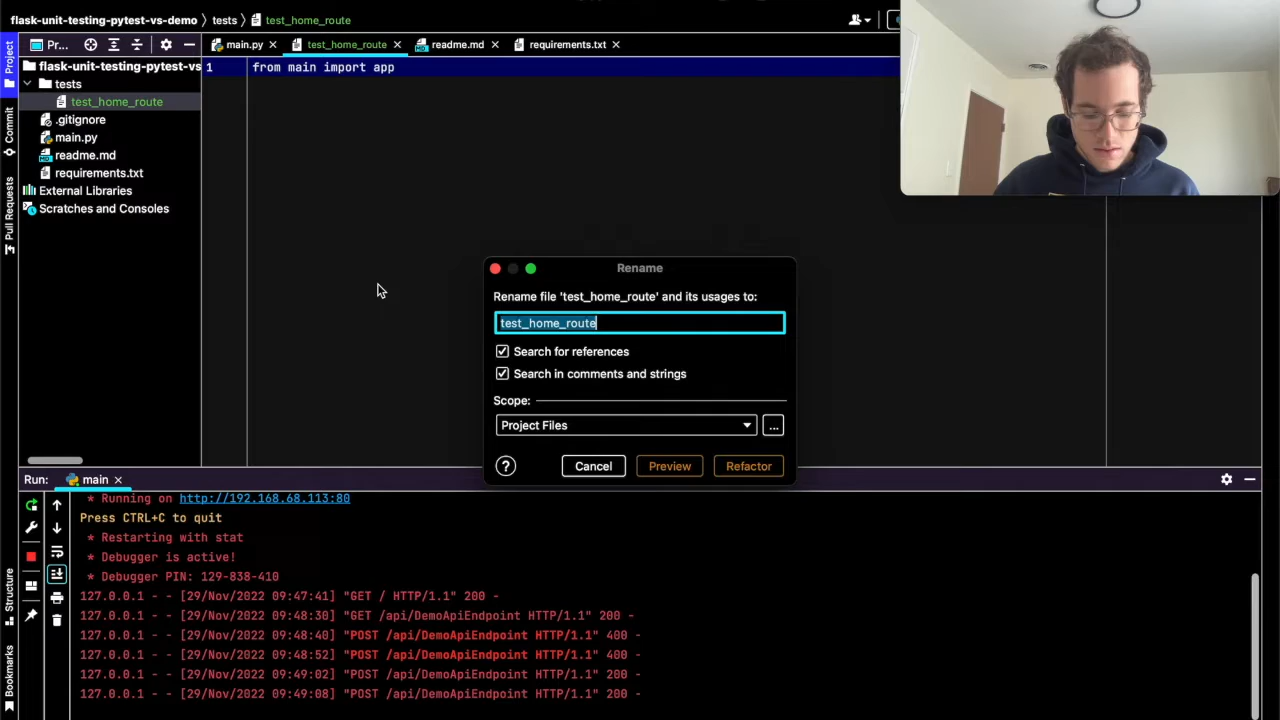 flask-unit-testing-pytest-vs-demo
tests
test_home_route
Pr...
main.py
test_home_route
readme.md
requirements.txt
Project
Commit
Pull Requests
Structure
Bookmarks
flask-unit-testing-pytest-vs
tests
test_home_route
.gitignore
main.py
readme.md
requirements.txt
External Libraries
Scratches and Consoles
1
from main import app
Rename
Rename file 'test_home_route' and its usages to:
test_home_route
Search for references
Search in comments and strings
Scope:
Project Files
...
?
Cancel
Preview
Refactor
Run:
main
* Running on http://192.168.68.113:80
Press CTRL+C to quit
* Restarting with stat
* Debugger is active!
* Debugger PIN: 129-838-410
127.0.0.1 - - [29/Nov/2022 09:47:41] "GET / HTTP/1.1" 200 -
127.0.0.1 - - [29/Nov/2022 09:48:30] "GET /api/DemoApiEndpoint HTTP/1.1" 200 -
127.0.0.1 - - [29/Nov/2022 09:48:40] "POST /api/DemoApiEndpoint HTTP/1.1" 400 -
127.0.0.1 - - [29/Nov/2022 09:48:52] "POST /api/DemoApiEndpoint HTTP/1.1" 400 -
127.0.0.1 - - [29/Nov/2022 09:49:02] "POST /api/DemoApiEndpoint HTTP/1.1" 200 -
127.0.0.1 - - [29/Nov/2022 09:49:08] "POST /api/DemoApiEndpoint HTTP/1.1" 200 -